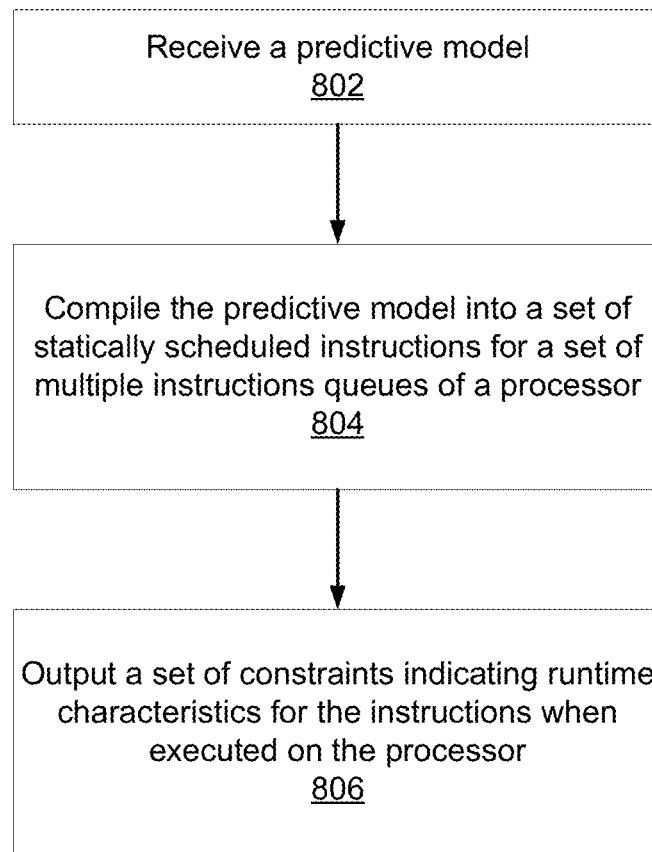 Receive a predictive model
802
Compile the predictive model into a set of
statically scheduled instructions for a set of
multiple instructions queues of a processor
804
Output a set of constraints indicating runtime
characteristics for the instructions when
executed on the processor
806